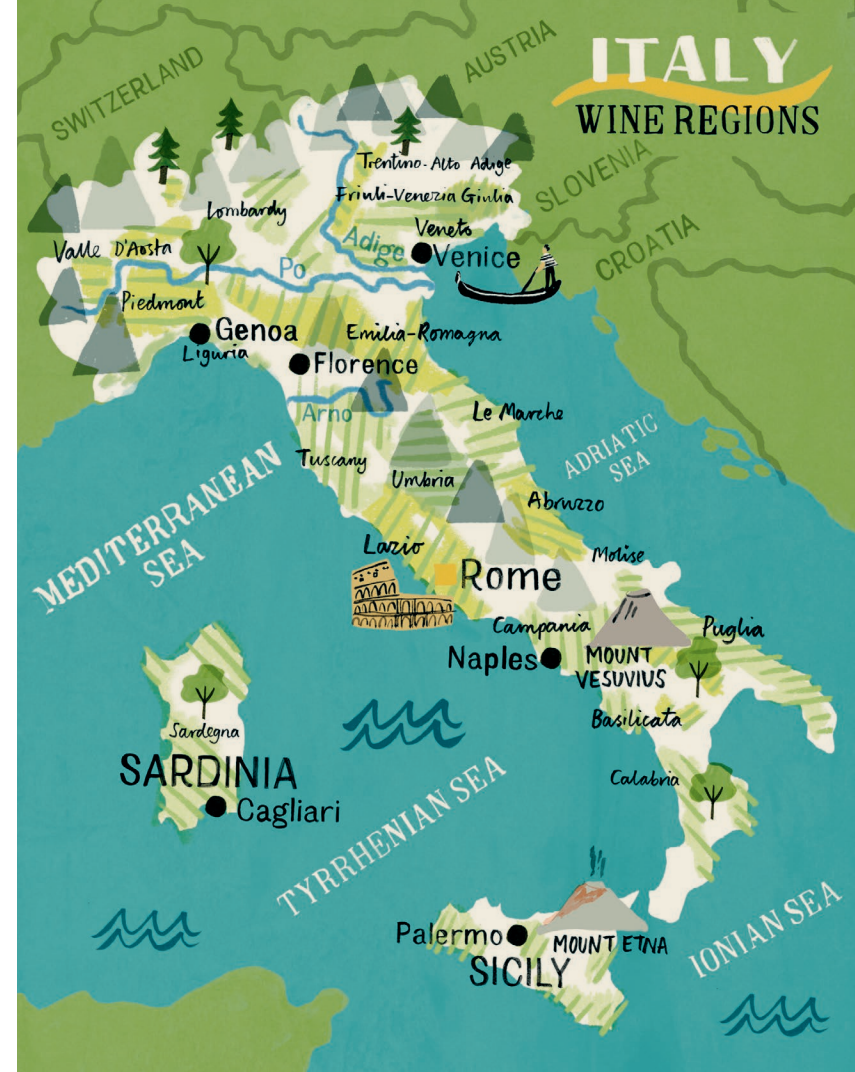 ITALY
WINE REGIONS
SWITZERLAND
AUSTRIA
SLOVENIA
CROATIA
Trentino-Alto Adige
Friuli-Venezia Giulia
Lombardy
Veneto
Valle D'Aosta
Adige
Venice
Po
Piedmont
Genoa
Emilia-Romagna
Liguria
Florence
Arno
Le Marche
ADRIATIC
SEA
Tuscany
Umbria
MEDITERRANEAN
SEA
Abruzzo
Lazio
Molise
Rome
Campania
Puglia
Naples
MOUNT
VESUVIUS
Basilicata
Sardegna
SARDINIA
Cagliari
Calabria
TYRRHENIAN SEA
Palermo
MOUNT ETNA
SICILY
IONIAN SEA